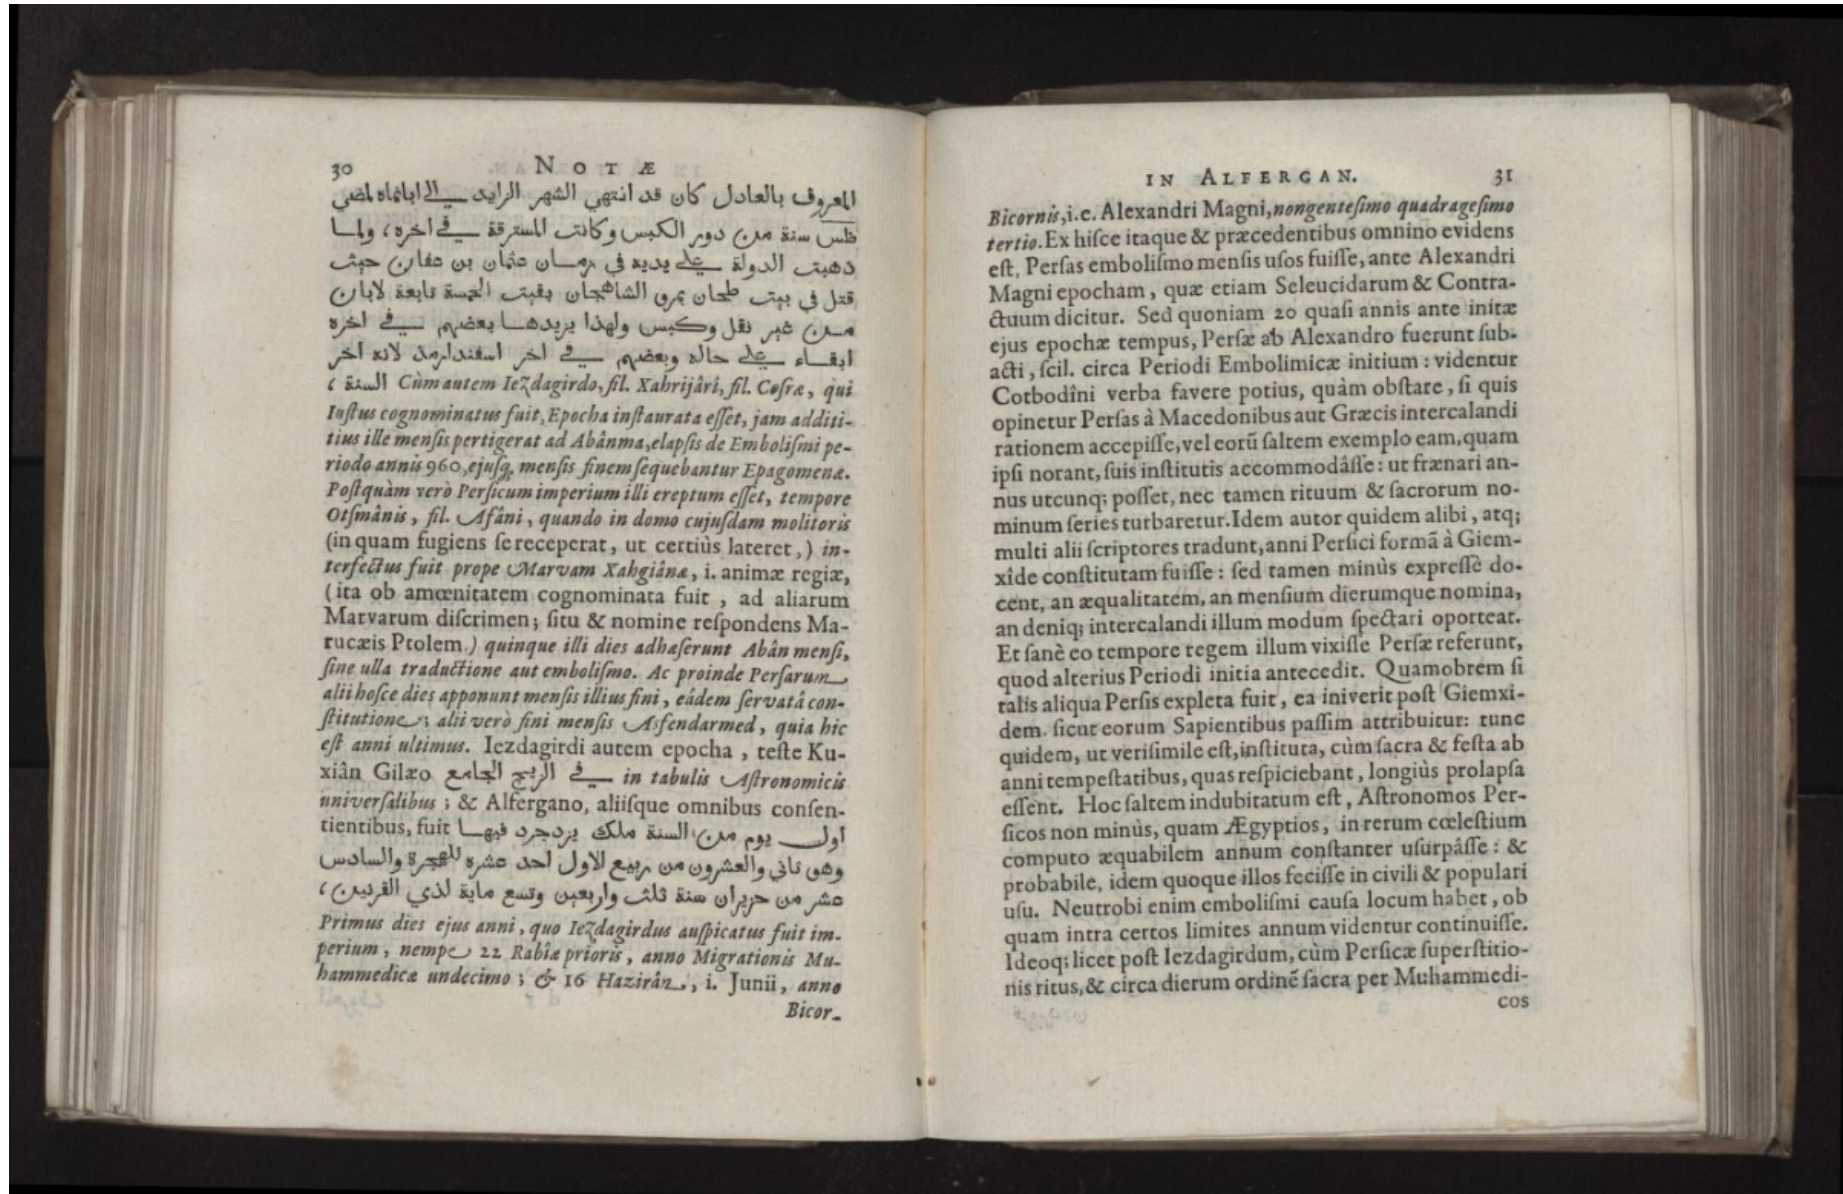 30 NOTÆ
المعروف بالعادل كان قد انتهي الشهر الزايد في الي ابانماه لمضي
ظس سنة من دور الكبس وكانت المسترقة في اخره، ولما
ذهبت الدولة علي يديه في زمان عثمان بن عفان حيث
قتل في بيت طحان بمرو الشاهجان بقيت الخمسة تابعة لابان
من غير نقل وكبس ولهذا يزيدها بعضهم في اخره
ابقاء علي حاله وبعضهم في اخر اسفندارمذ لانه اخر
السنة، Cùm autem Iezdagirdo, fil. Xahrijâri, fil. Cosræ, qui
Iustus cognominatus fuit, Epocha instaurata esset, jam additi-
tius ille mensis pertigerat ad Abânma, elapsis de Embolismi pe-
riodo annis 960, ejusq; mensis finem sequebantur Epagomenæ.
Postquàm verò Persicum imperium illi ereptum esset, tempore
Otsmânis, fil. Afâni, quando in domo cujusdam molitoris
(in quam fugiens se receperat, ut certiùs lateret,) in-
terfectus fuit prope Marvam Xahgiânæ, i. animæ regiæ,
(ita ob amœnitatem cognominata fuit, ad aliarum
Marvarum discrimen; situ & nomine respondens Ma-
rucæis Ptolem.) quinque illi dies adhæserunt Abân mensi,
sine ulla traductione aut embolismo. Ac proinde Persarum
alii hosce dies apponunt mensis illius fini, eâdem servatâ con-
stitutione; alii verò fini mensis Asfendarmed, quia hic
est anni ultimus. Iezdagirdi autem epocha, teste Ku-
xiân Gilæo في الزيج الجامع in tabulis Astronomicis
universalibus; & Alfergano, aliisque omnibus consen-
tientibus, fuit اول يوم من السنة ملك يزدجرد فيها
وهو ثاني والعشرون من ربيع الاول احد عشره للهجرة والسادس
عشر من حزيران سنة ثلث واربعين وتسع ماية لذي القرنين،
Primus dies ejus anni, quo Iezdagirdus auspicatus fuit im-
perium, nempe 22 Rabîæ prioris, anno Migrationis Mu-
hammedicæ undecimo; & 16 Hazirân, i. Junii, anno
Bicor-
IN ALFERGAN. 31
Bicornis, i.e. Alexandri Magni, nongentesimo quadragesimo
tertio. Ex hisce itaque & præcedentibus omnino evidens
est, Persas embolismo mensis usos fuisse, ante Alexandri
Magni epocham, quæ etiam Seleucidarum & Contra-
ctuum dicitur. Sed quoniam 20 quasi annis ante initæ
ejus epochæ tempus, Persæ ab Alexandro fuerunt sub-
acti, scil. circa Periodi Embolimicæ initium: videntur
Cotbodîni verba favere potius, quàm obstare, si quis
opinetur Persas à Macedonibus aut Græcis intercalandi
rationem accepisse, vel eorũ saltem exemplo eam, quam
ipsi norant, suis institutis accommodâsse: ut frænari an-
nus utcunq; posset, nec tamen rituum & sacrorum no-
minum series turbaretur. Idem autor quidem alibi, atq;
multi alii scriptores tradunt, anni Persici formã à Giem-
xîde constitutam fuisse: sed tamen minùs expressè do-
cent, an æqualitatem, an mensium dierumque nomina,
an deniq; intercalandi illum modum spectari oporteat.
Et sanè eo tempore regem illum vixisse Persæ referunt,
quod alterius Periodi initia antecedit. Quamobrem si
talis aliqua Persis expleta fuit, ea iniverit post Giemxi-
dem. sicut eorum Sapientibus passim attribuitur: tunc
quidem, ut verisimile est, instituta, cùm sacra & festa ab
anni tempestatibus, quas respiciebant, longiùs prolapsa
essent. Hoc saltem indubitatum est, Astronomos Per-
sicos non minùs, quam Ægyptios, in rerum cœlestium
computo æquabilem annum constanter usurpâsse: &
probabile, idem quoque illos fecisse in civili & populari
usu. Neutrobi enim embolismi causa locum habet, ob
quam intra certos limites annum videntur continuisse.
Ideoq; licet post Iezdagirdum, cùm Persicæ superstitio-
nis ritus, & circa dierum ordinẽ sacra per Muhammedi-
cos